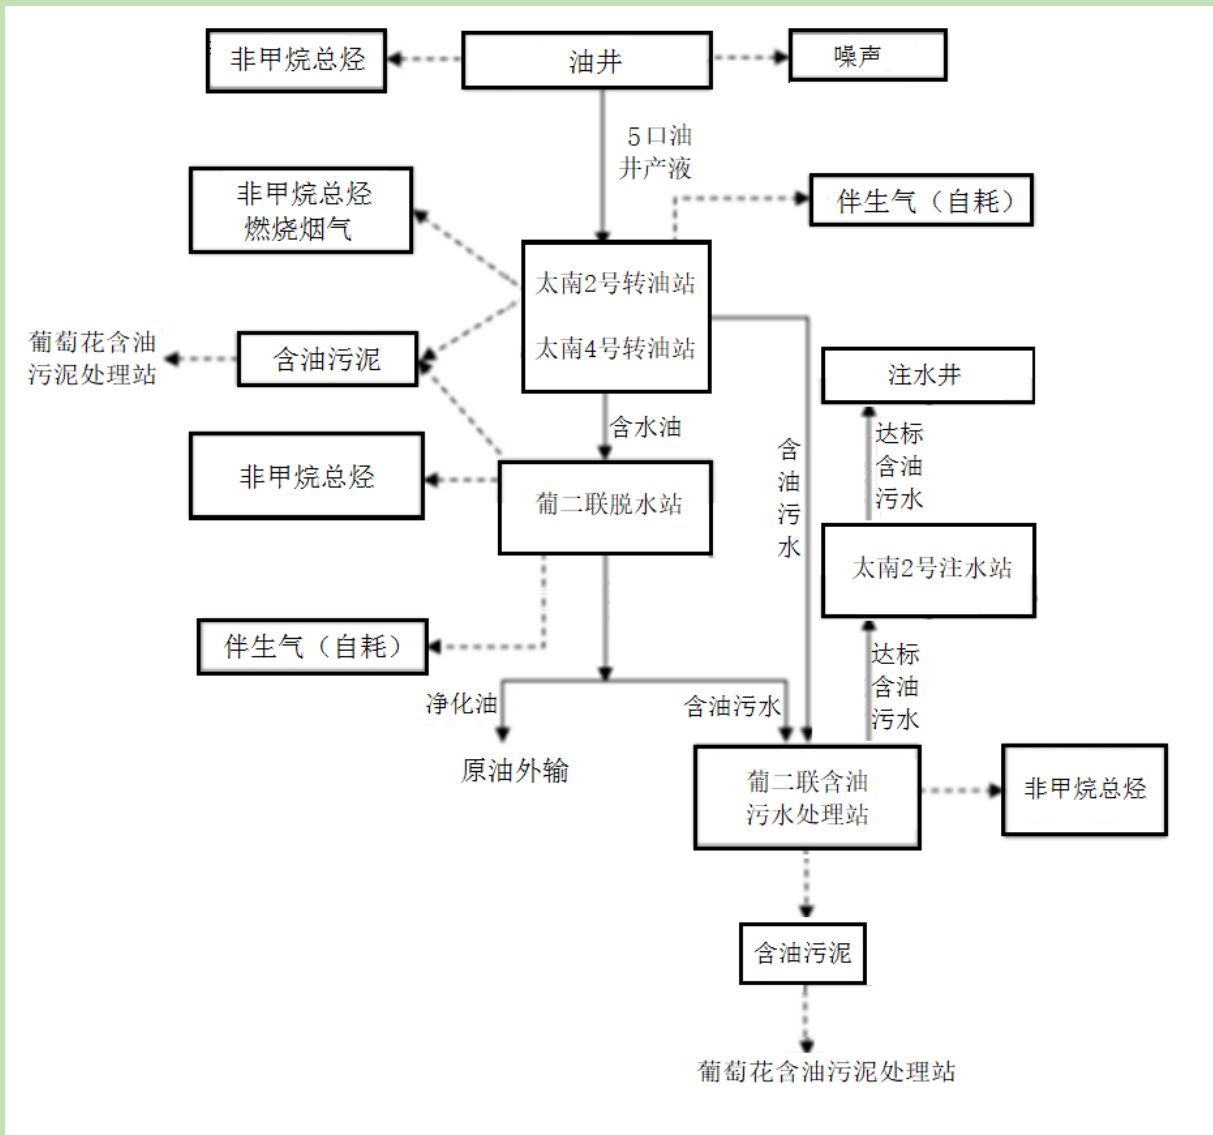 非甲烷总烃
油井
噪声
5口油
井产液
非甲烷总烃
燃烧烟气
伴生气（自耗）
太南2号转油站
太南4号转油站
葡萄花含油
污泥处理站
含油污泥
注水井
含水油
含
油
污
水
达标
含油
污水
非甲烷总烃
葡二联脱水站
太南2号注水站
伴生气（自耗）
达标
含油
污水
净化油
含油污水
原油外输
葡二联含油
污水处理站
非甲烷总烃
含油污泥
葡萄花含油污泥处理站